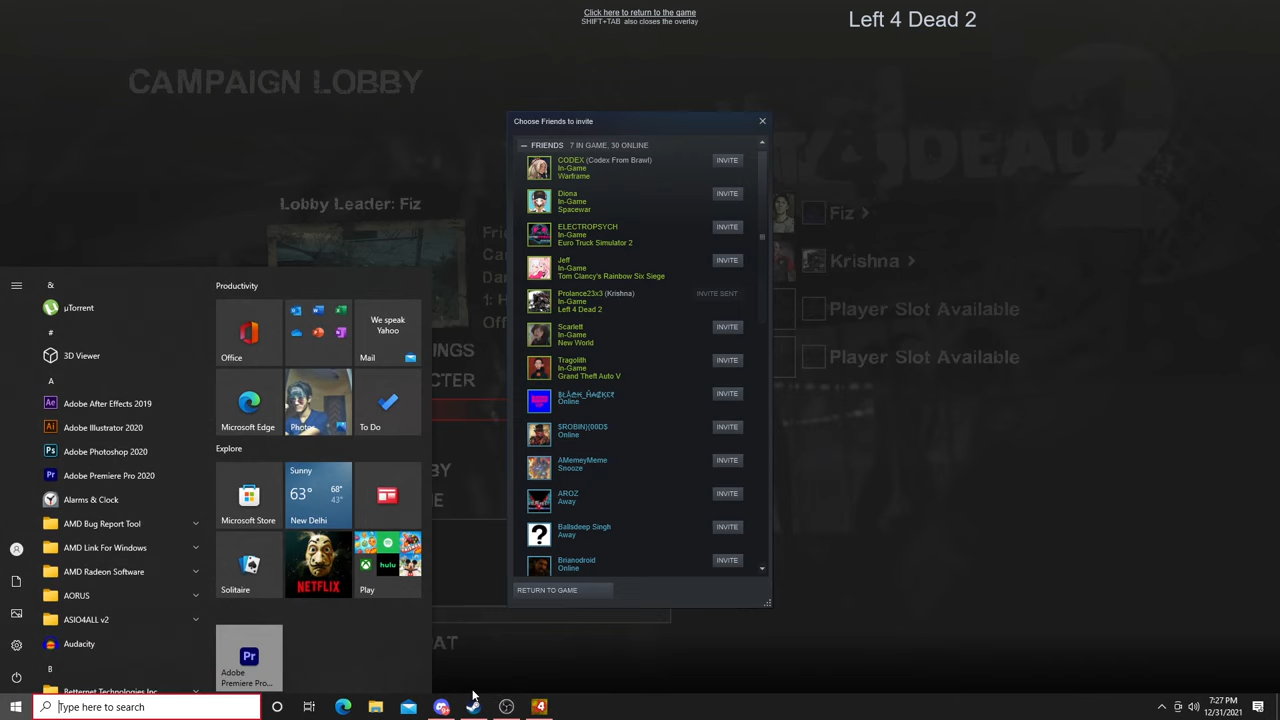 Click here to return to the game
SHIFT+TAB also closes the overlay
Left 4 Dead 2
CAMPAIGN LOBBY
Lobby Leader: Fiz
Choose Friends to invite
FRIENDS 7 IN GAME, 30 ONLINE
CODEX (Codex From Brawl)
In-Game
Warframe
INVITE
Diona
In-Game
Spacewar
INVITE
ELECTROPSYCH
In-Game
Euro Truck Simulator 2
INVITE
Jeff
In-Game
Tom Clancy's Rainbow Six Siege
INVITE
Prolance23x3 (Krishna)
In-Game
Left 4 Dead 2
INVITE SENT
Scarlett
In-Game
New World
INVITE
Tragolith
In-Game
Grand Theft Auto V
INVITE
Online
INVITE
$ROBIN}{00D$
Online
INVITE
AMemeyMeme
Snooze
INVITE
AROZ
Away
INVITE
Ballsdeep Singh
Away
INVITE
Brianodroid
Online
INVITE
RETURN TO GAME
Fiz
Krishna
Player Slot Available
Player Slot Available
&
µTorrent
#
3D Viewer
A
Adobe After Effects 2019
Adobe Illustrator 2020
Adobe Photoshop 2020
Adobe Premiere Pro 2020
Alarms & Clock
AMD Bug Report Tool
AMD Link For Windows
AMD Radeon Software
AORUS
ASIO4ALL v2
Audacity
B
Betternet Technologies Inc
Productivity
Office
We speak
Yahoo
Mail
Microsoft Edge
Photos
To Do
Explore
Microsoft Store
Sunny
63° 68°
43°
New Delhi
Solitaire
NETFLIX
hulu
Play
Pr
Adobe
Premiere Pro...
Type here to search
7:27 PM
12/31/2021